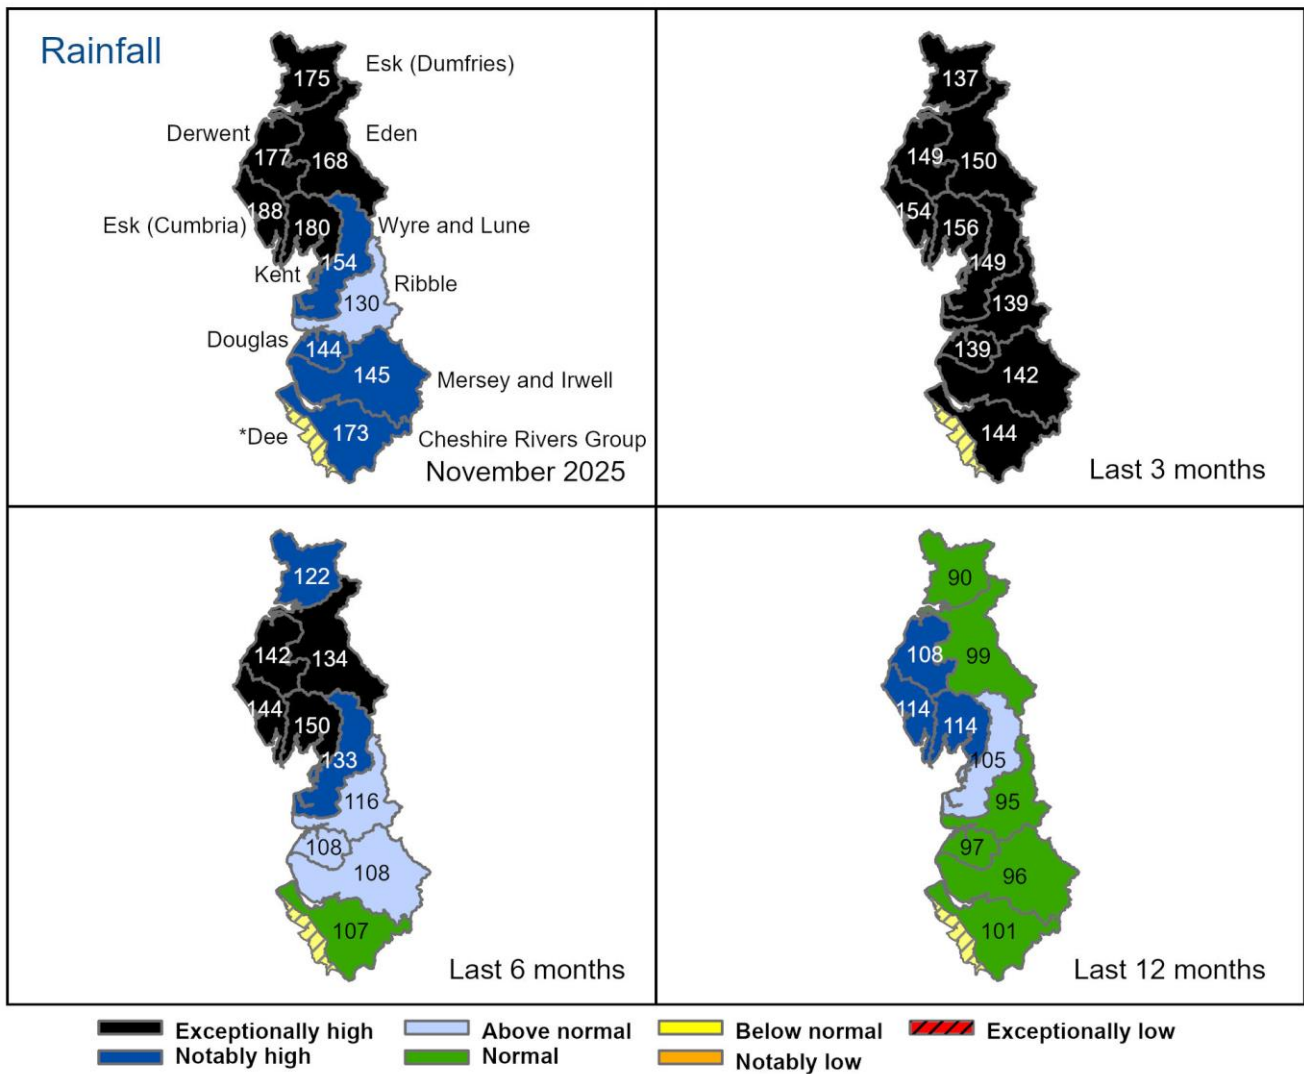 Rainfall
175
Esk (Dumfries)
Derwent
Eden
177
168
188
Esk (Cumbria)
180
Wyre and Lune
Kent
154
Ribble
130
Douglas
144
145
Mersey and Irwell
*Dee
173
Cheshire Rivers Group
November 2025
137
149
150
154
156
149
139
139
142
144
Last 3 months
122
142
134
144
150
133
116
108
108
107
Last 6 months
90
108
99
114
114
105
95
97
96
101
Last 12 months
Exceptionally high
Above normal
Below normal
Exceptionally low
Notably high
Normal
Notably low